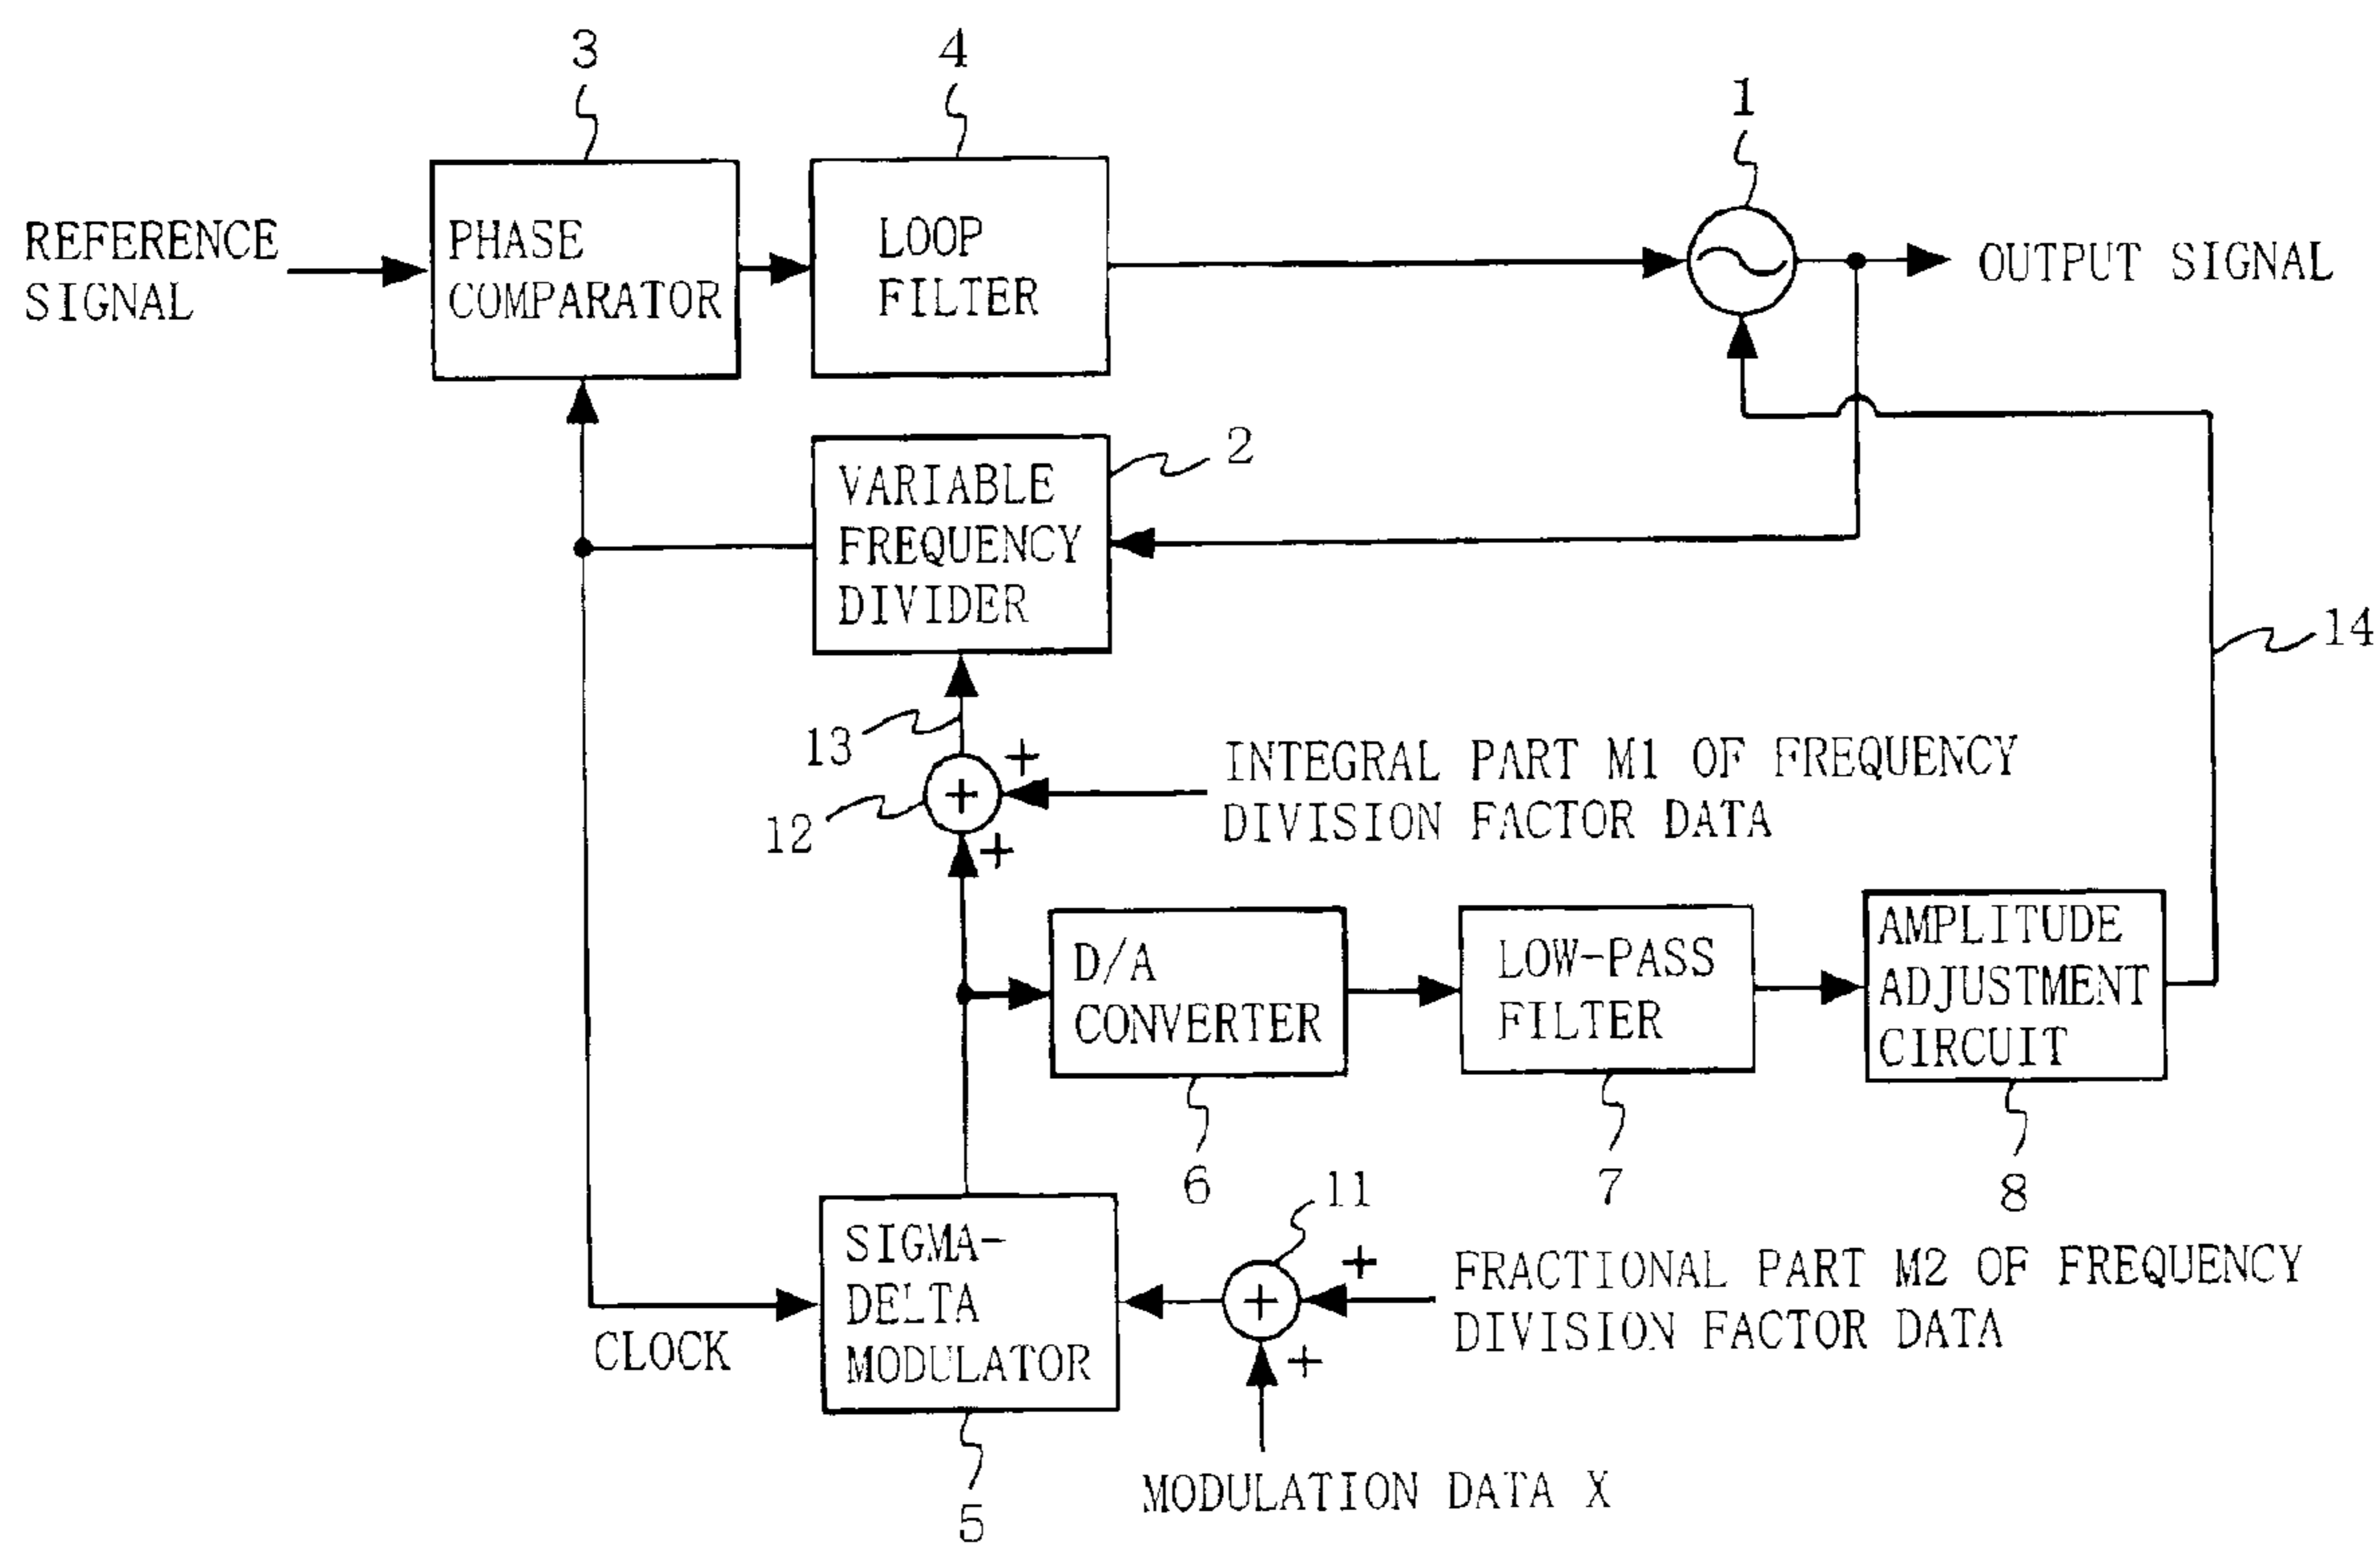 3
4
1
REFERENCE
SIGNAL
PHASE
COMPARATOR
LOOP
FILTER
OUTPUT SIGNAL
2
VARIABLE
FREQUENCY
DIVIDER
14
13
+
12
+
+
INTEGRAL PART M1 OF FREQUENCY
DIVISION FACTOR DATA
D/A
CONVERTER
LOW-PASS
FILTER
AMPLITUDE
ADJUSTMENT
CIRCUIT
6
7
8
11
SIGMA-
DELTA
MODULATOR
+
+
+
FRACTIONAL PART M2 OF FREQUENCY
DIVISION FACTOR DATA
CLOCK
5
MODULATION DATA X